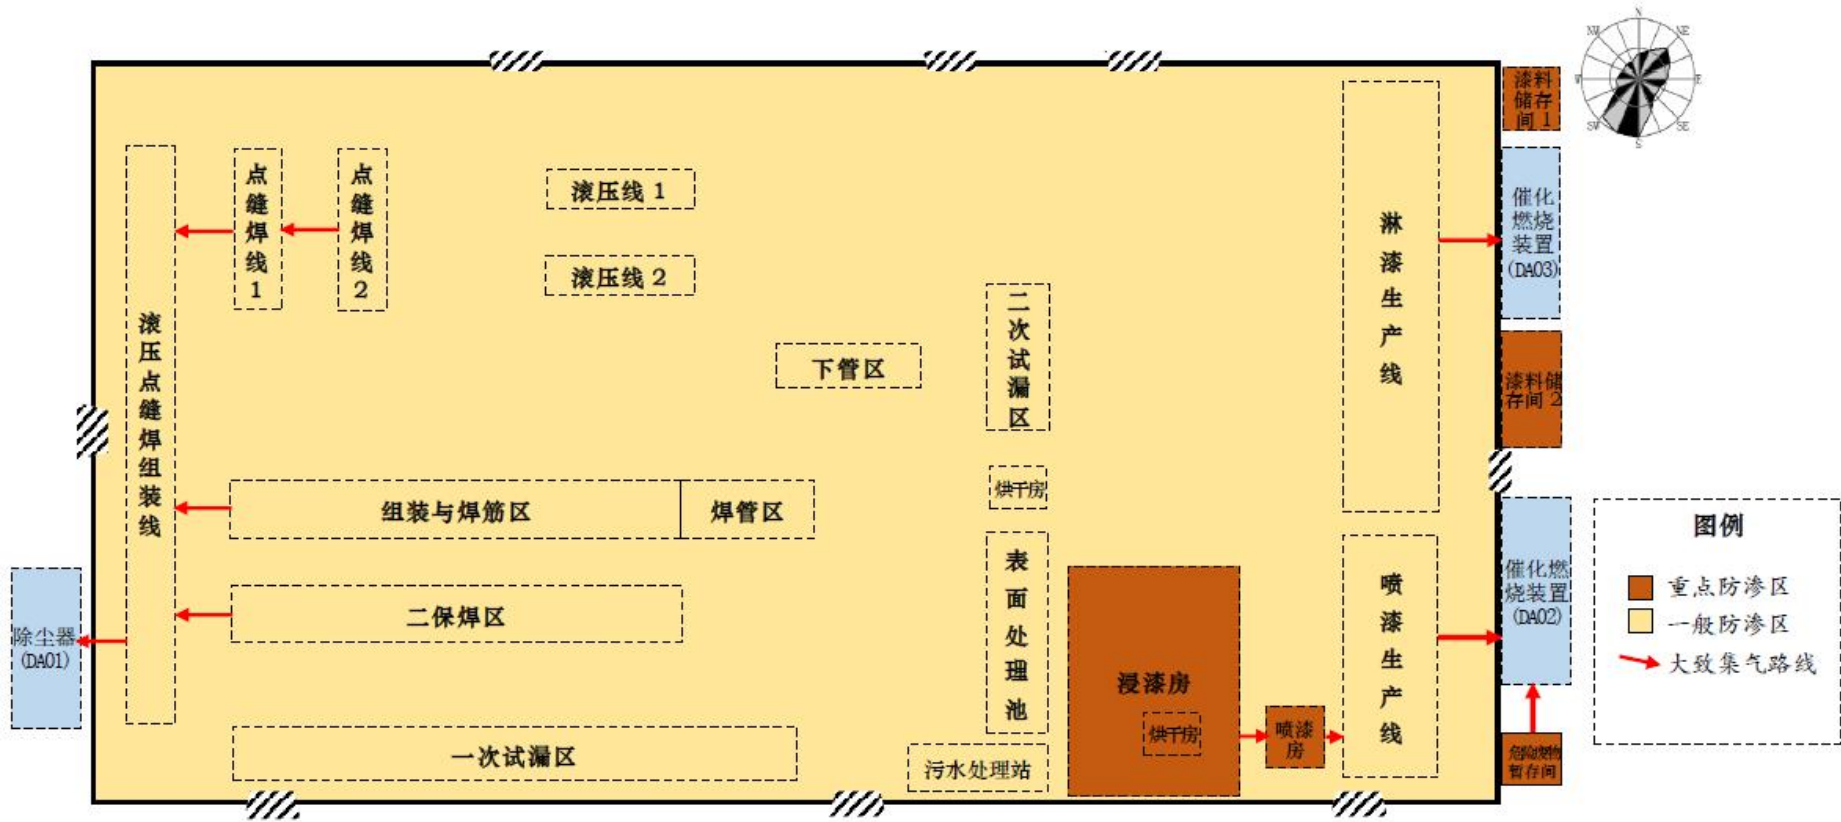 N
NW
NE
W
E
SW
SE
S
漆料
储存
间 1
催化
燃烧
装置
(DA03)
漆料储
存间 2
催化燃
烧装置
(DA02)
危险废物
暂存间
点缝焊线 1
点缝焊线 2
滚压线 1
滚压线 2
滚压点缝焊组装线
下管区
二次试漏区
淋漆生产线
烘干房
组装与焊筋区
焊管区
二保焊区
表面处理池
喷漆生产线
浸漆房
烘干房
喷漆
房
一次试漏区
污水处理站
除尘器
(DA01)
图例
重点防渗区
一般防渗区
大致集气路线